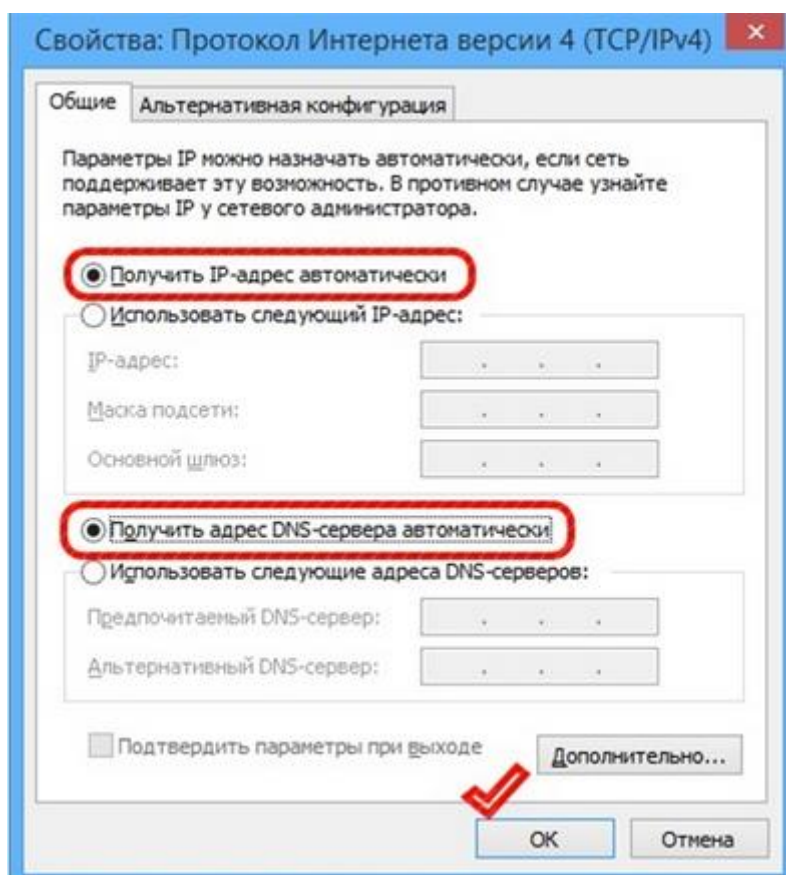 Свойства: Протокол Интернета версии 4 (TCP/IPv4)
Общие
Альтернативная конфигурация
Параметры IP можно назначать автоматически, если сеть
поддерживает эту возможность. В противном случае узнайте
параметры IP у сетевого администратора.
Получить IP-адрес автоматически
Использовать следующий IP-адрес:
IP-адрес:
Маска подсети:
Основной шлюз:
Получить адрес DNS-сервера автоматически
Использовать следующие адреса DNS-серверов:
Предпочитаемый DNS-сервер:
Альтернативный DNS-сервер:
Подтвердить параметры при выходе
Дополнительно...
ОК
Отмена